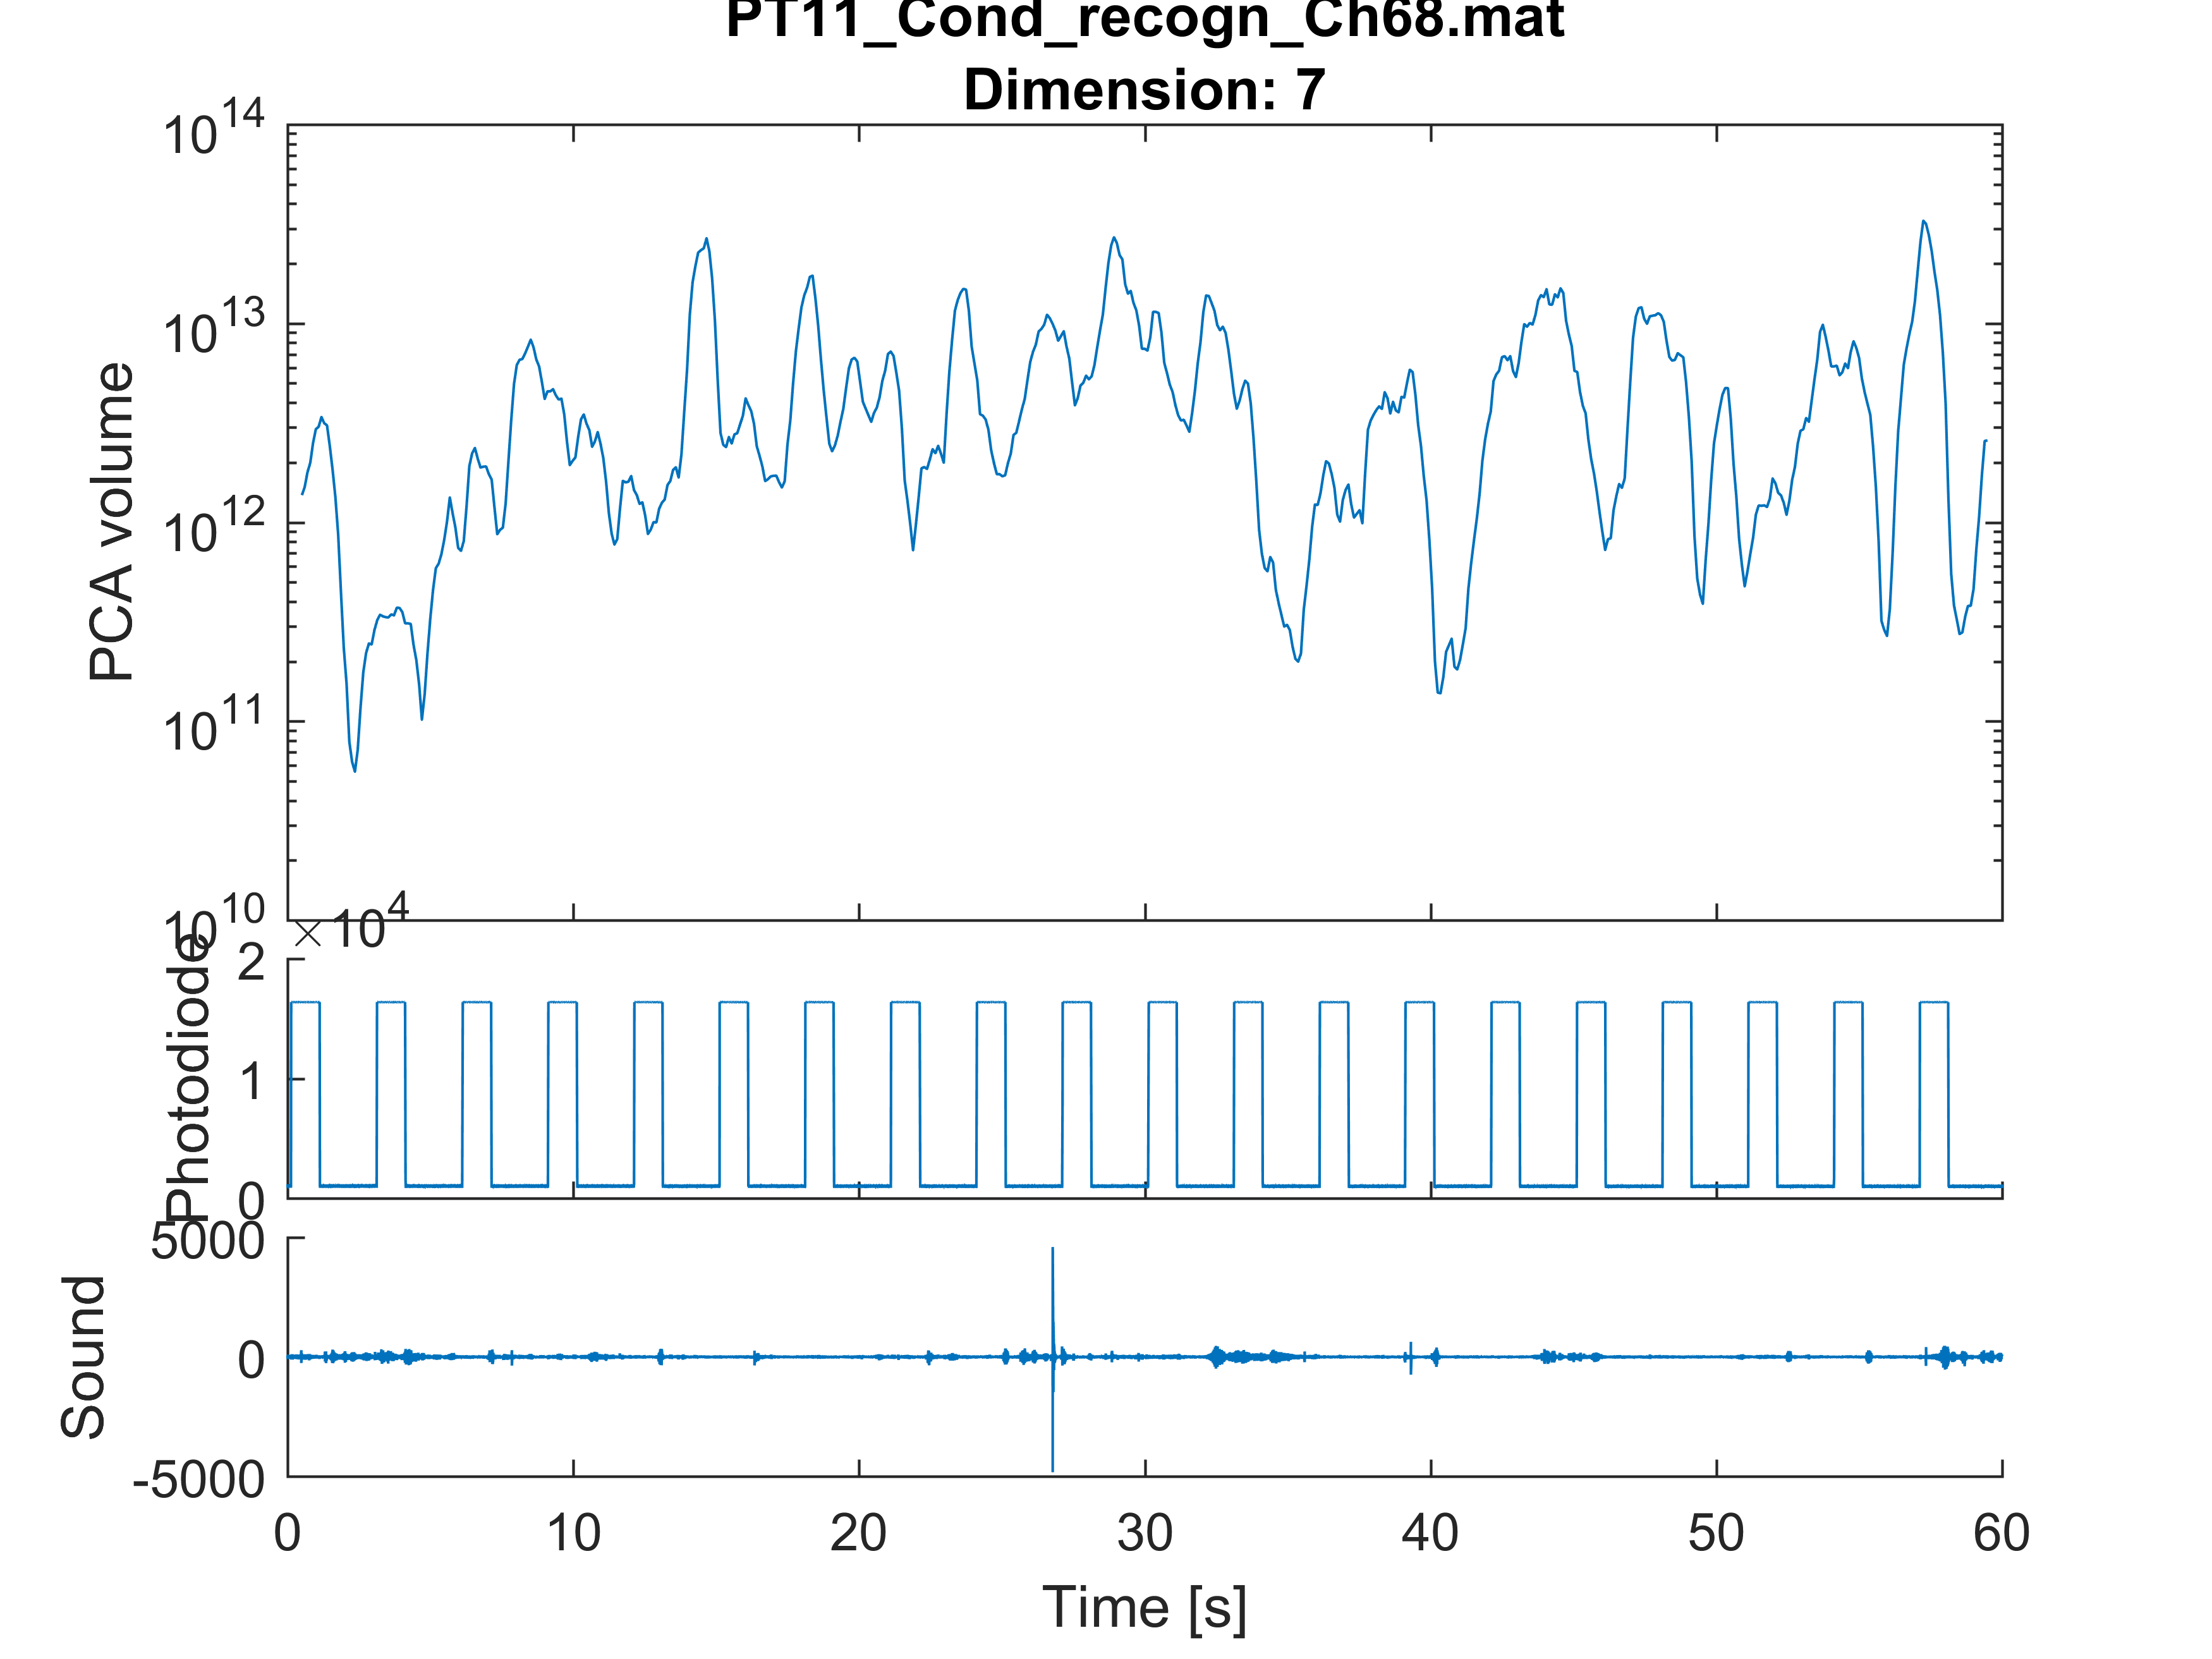 PT11_Cond_recogn_Ch68.mat
Dimension: 7
10^14
10^13
10^12
10^11
10^10
PCA volume
× 10^4
2
1
0
Photodiode
5000
0
-5000
Sound
0 10 20 30 40 50 60
Time [s]